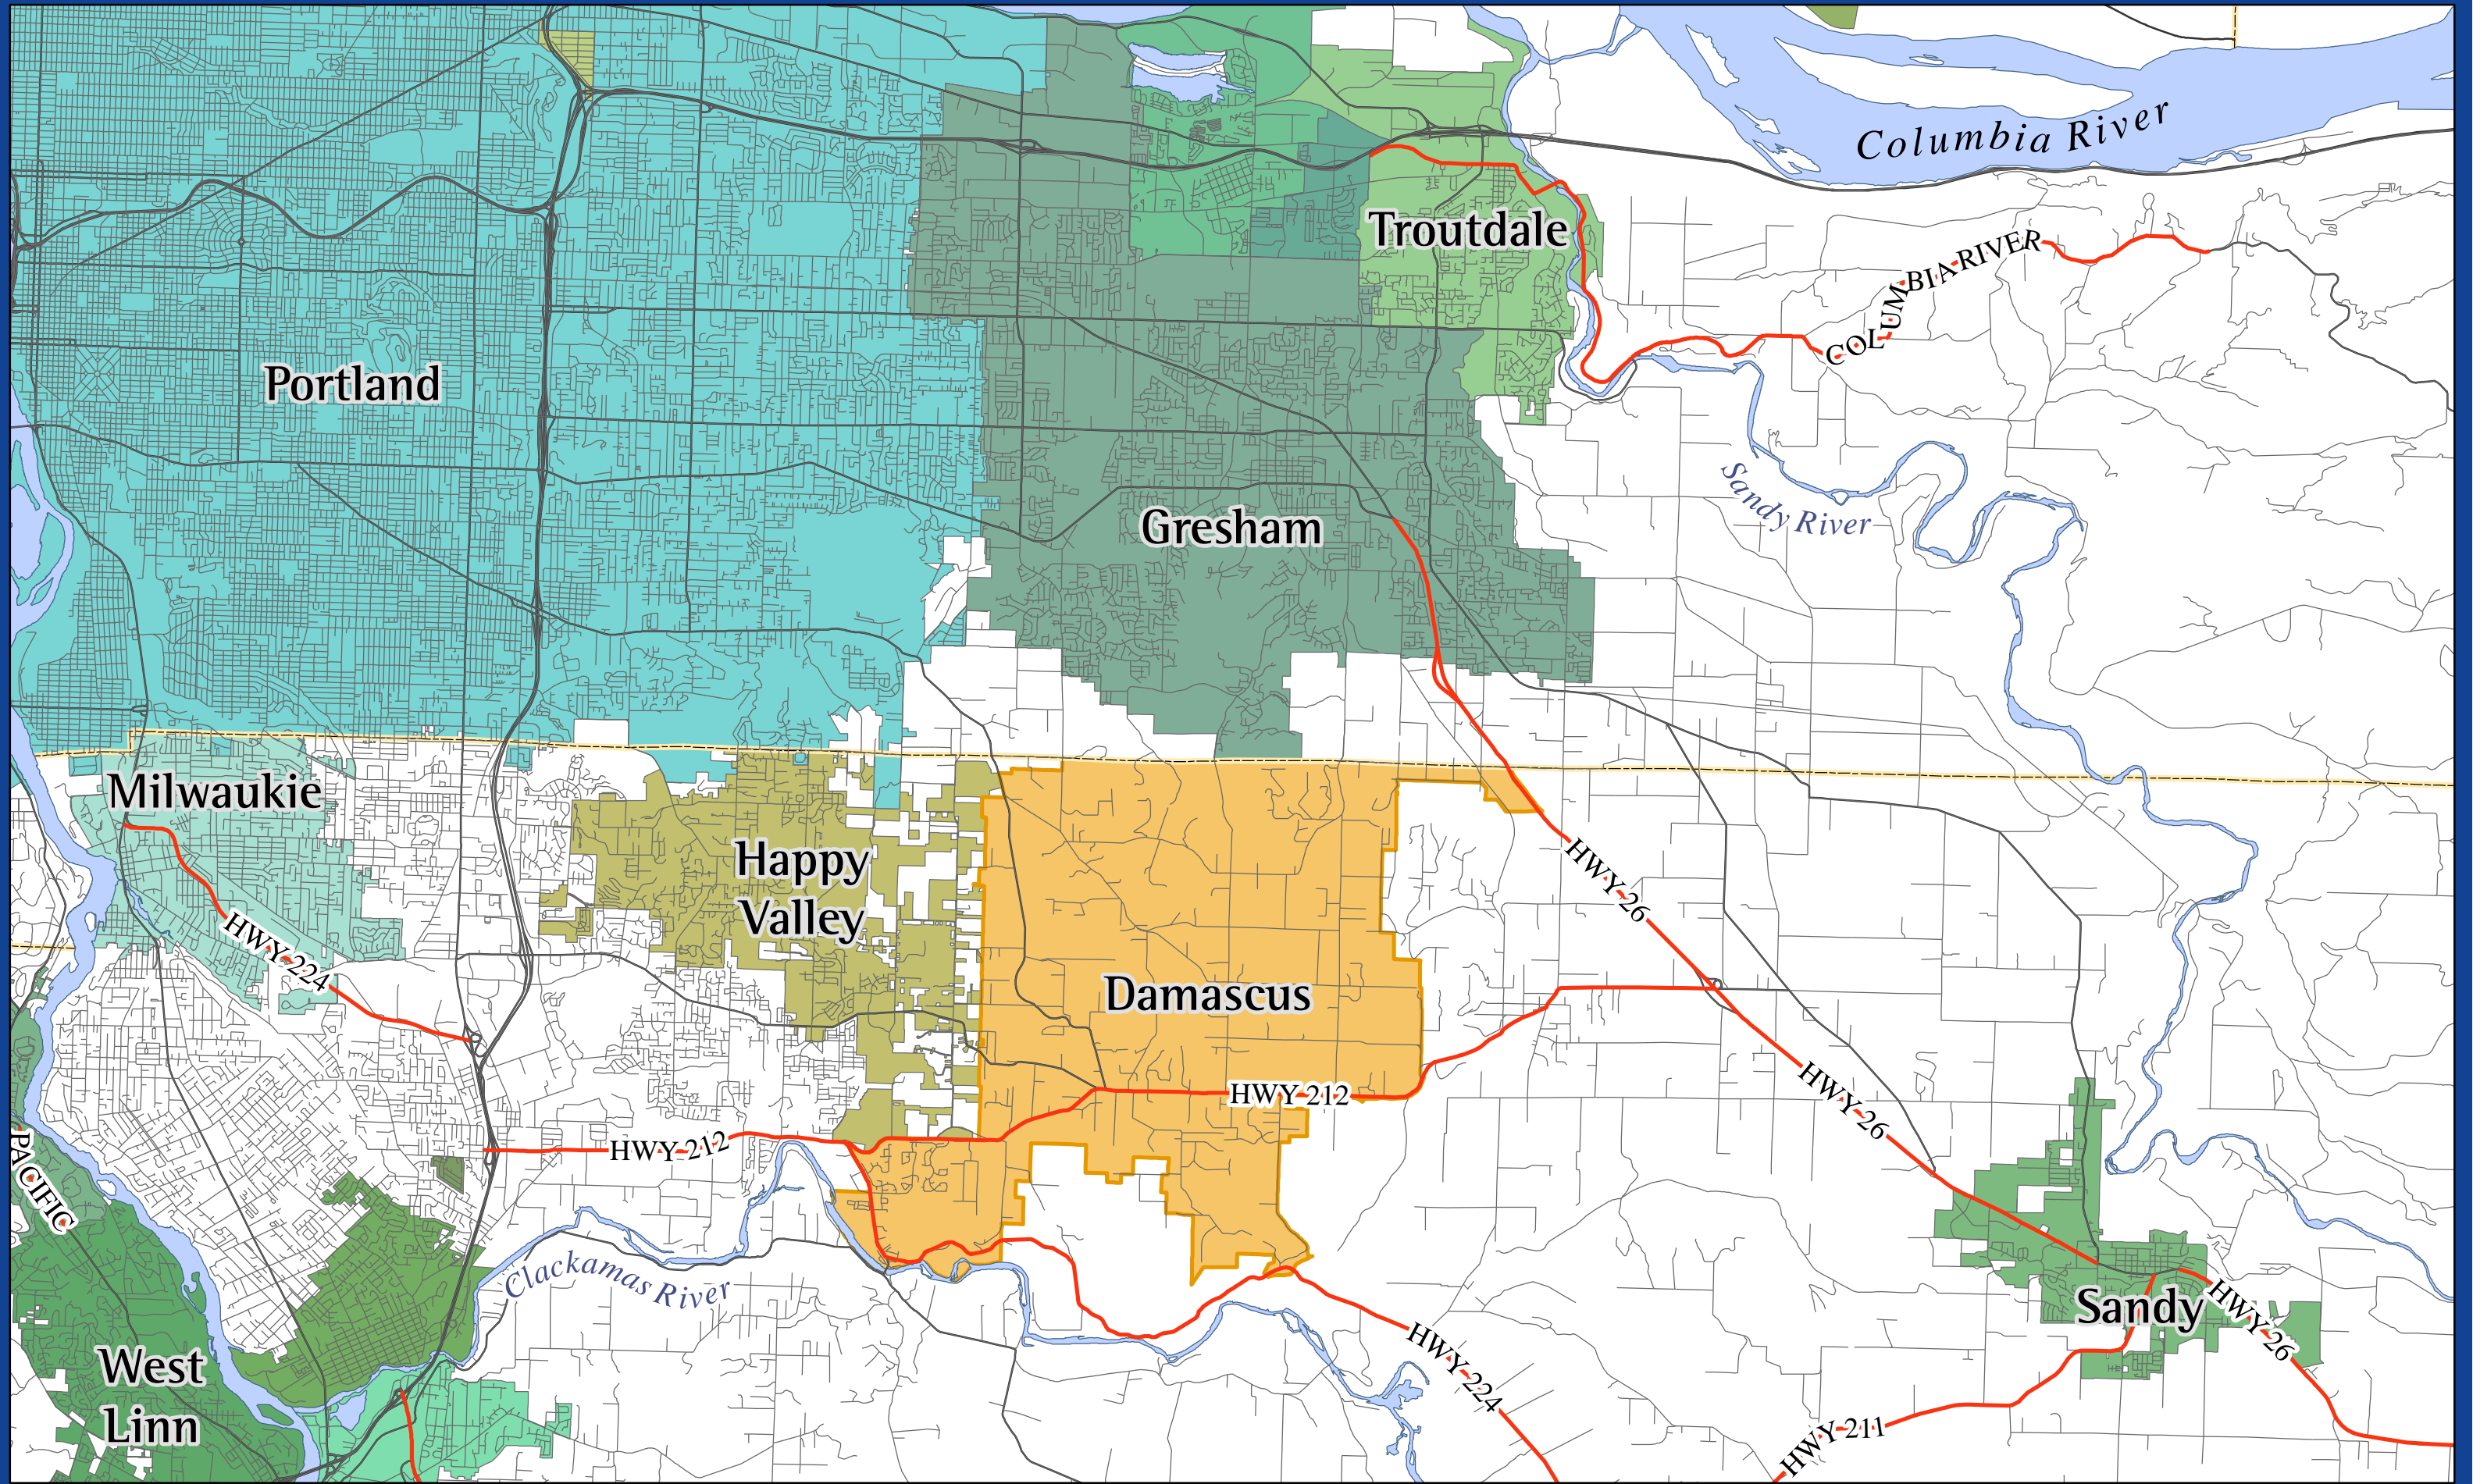 Columbia River
Troutdale
COLUMBIA RIVER
Portland
Sandy River
Gresham
Milwaukie
Happy
Valley
HWY 26
HWY 224
Damascus
HWY 212
HWY 26
HWY 212
PACIFIC
Clackamas River
Sandy
HWY 26
West
Linn
HWY 224
HWY 211